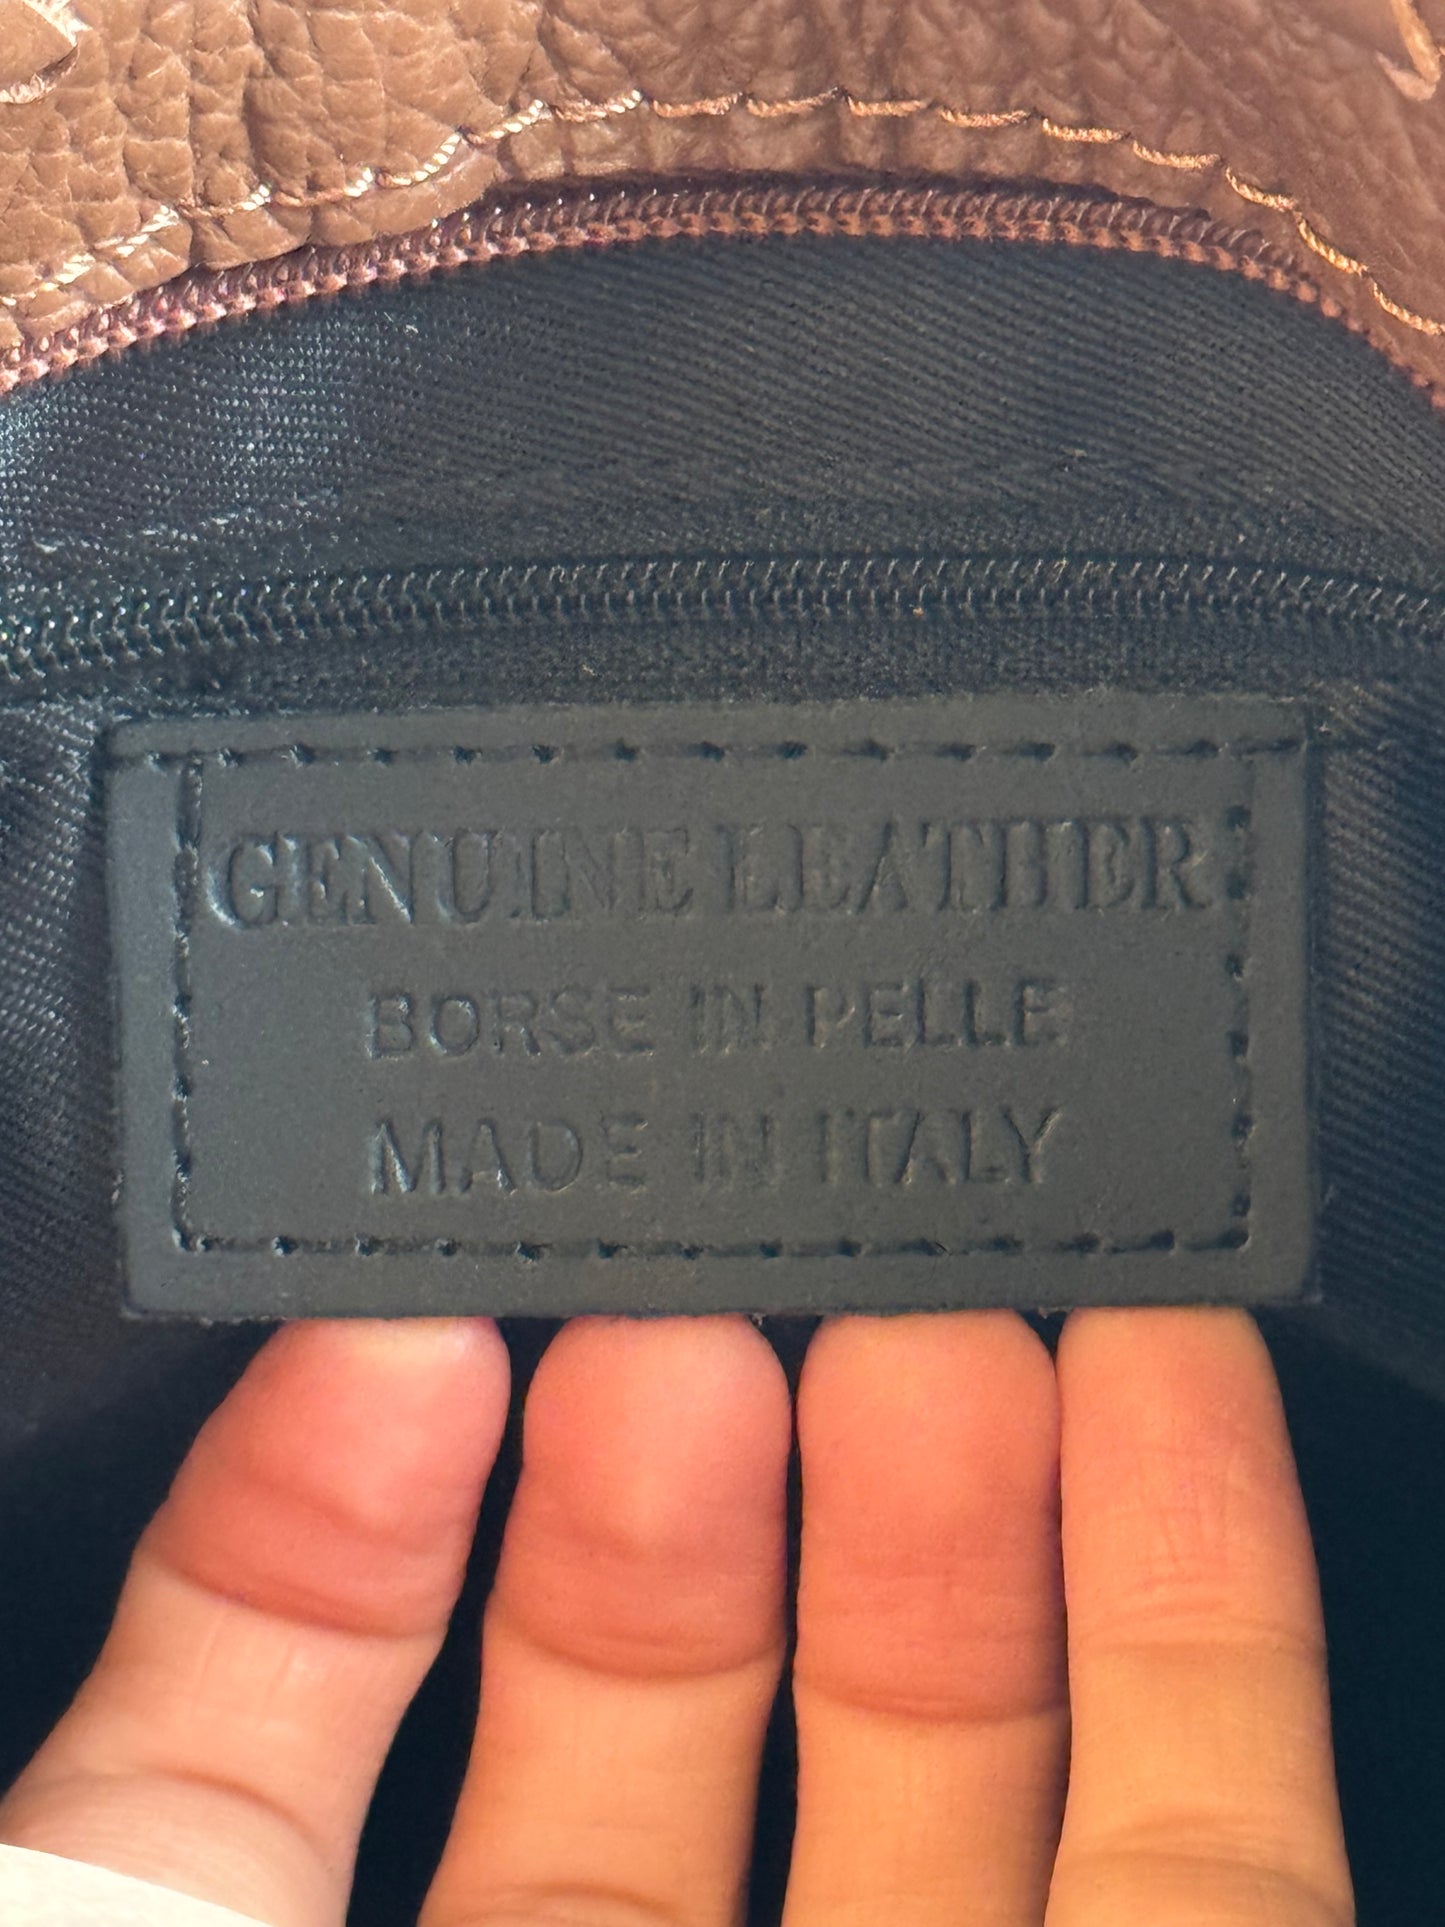 GENUINE LEATHER
BORSE IN PELLE
MADE IN ITALY